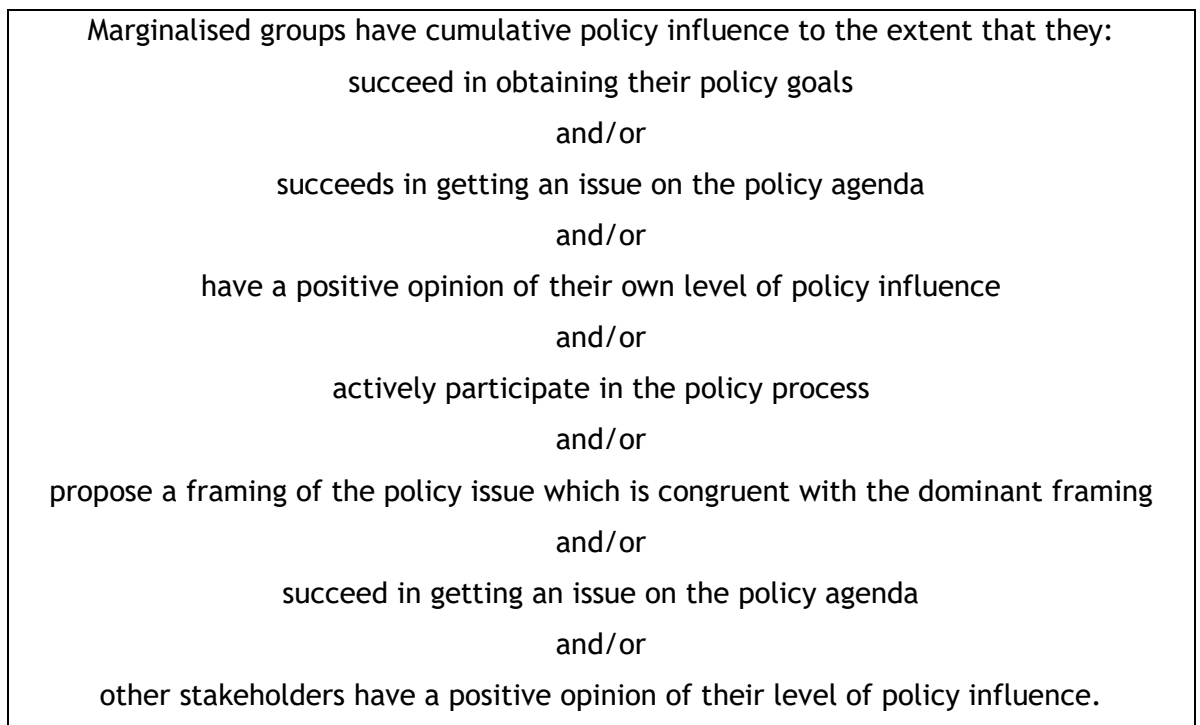 Marginalised groups have cumulative policy influence to the extent that they:
succeed in obtaining their policy goals
and/or
succeeds in getting an issue on the policy agenda
and/or
have a positive opinion of their own level of policy influence
and/or
actively participate in the policy process
and/or
propose a framing of the policy issue which is congruent with the dominant framing
and/or
succeed in getting an issue on the policy agenda
and/or
other stakeholders have a positive opinion of their level of policy influence.